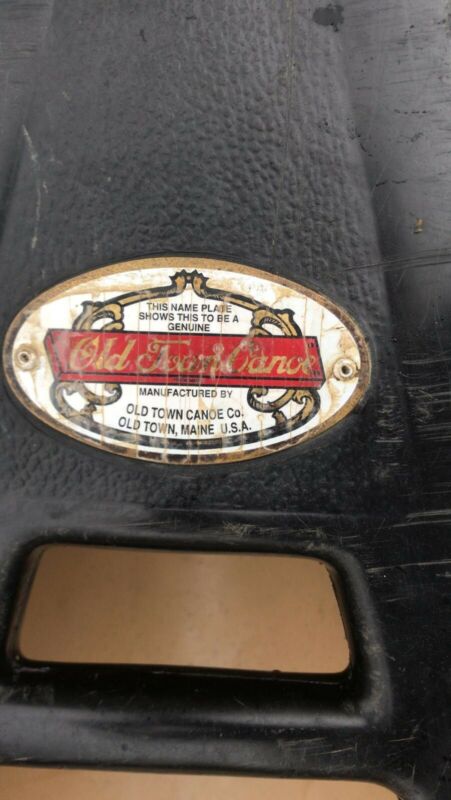 THIS NAME PLATE
SHOWS THIS TO BE A
GENUINE
Old Town Canoe
MANUFACTURED BY
OLD TOWN CANOE Co.
OLD TOWN, MAINE U.S.A.